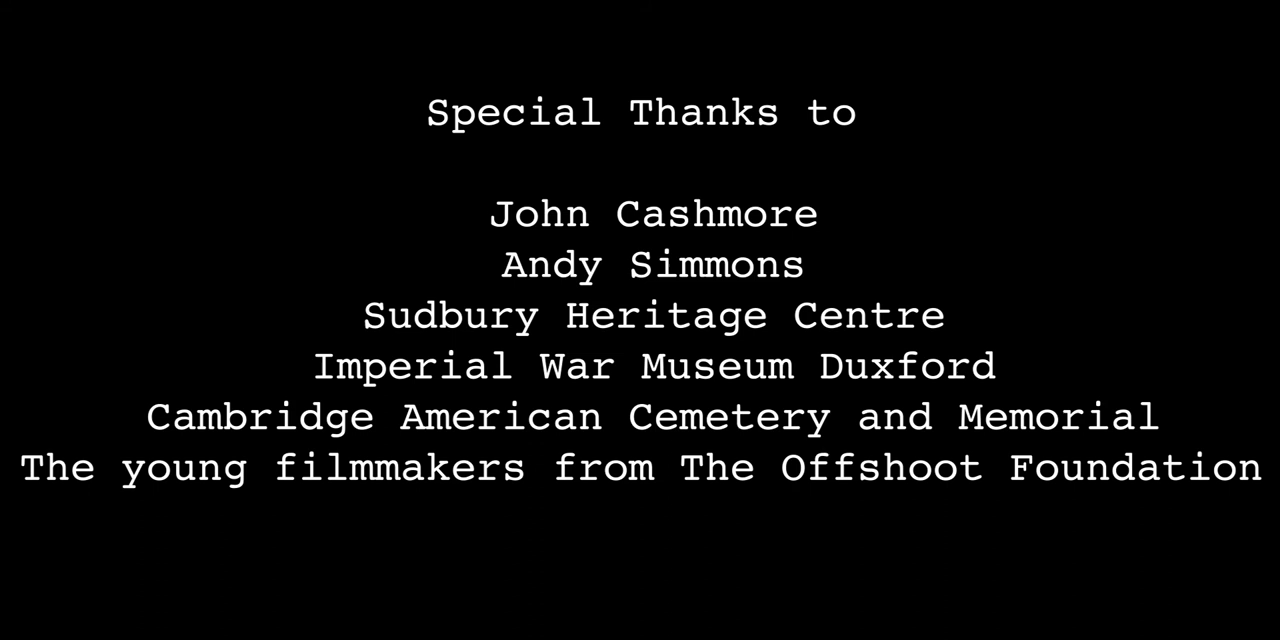 Special Thanks to
John Cashmore
Andy Simmons
Sudbury Heritage Centre
Imperial War Museum Duxford
Cambridge American Cemetery and Memorial
The young filmmakers from The Offshoot Foundation